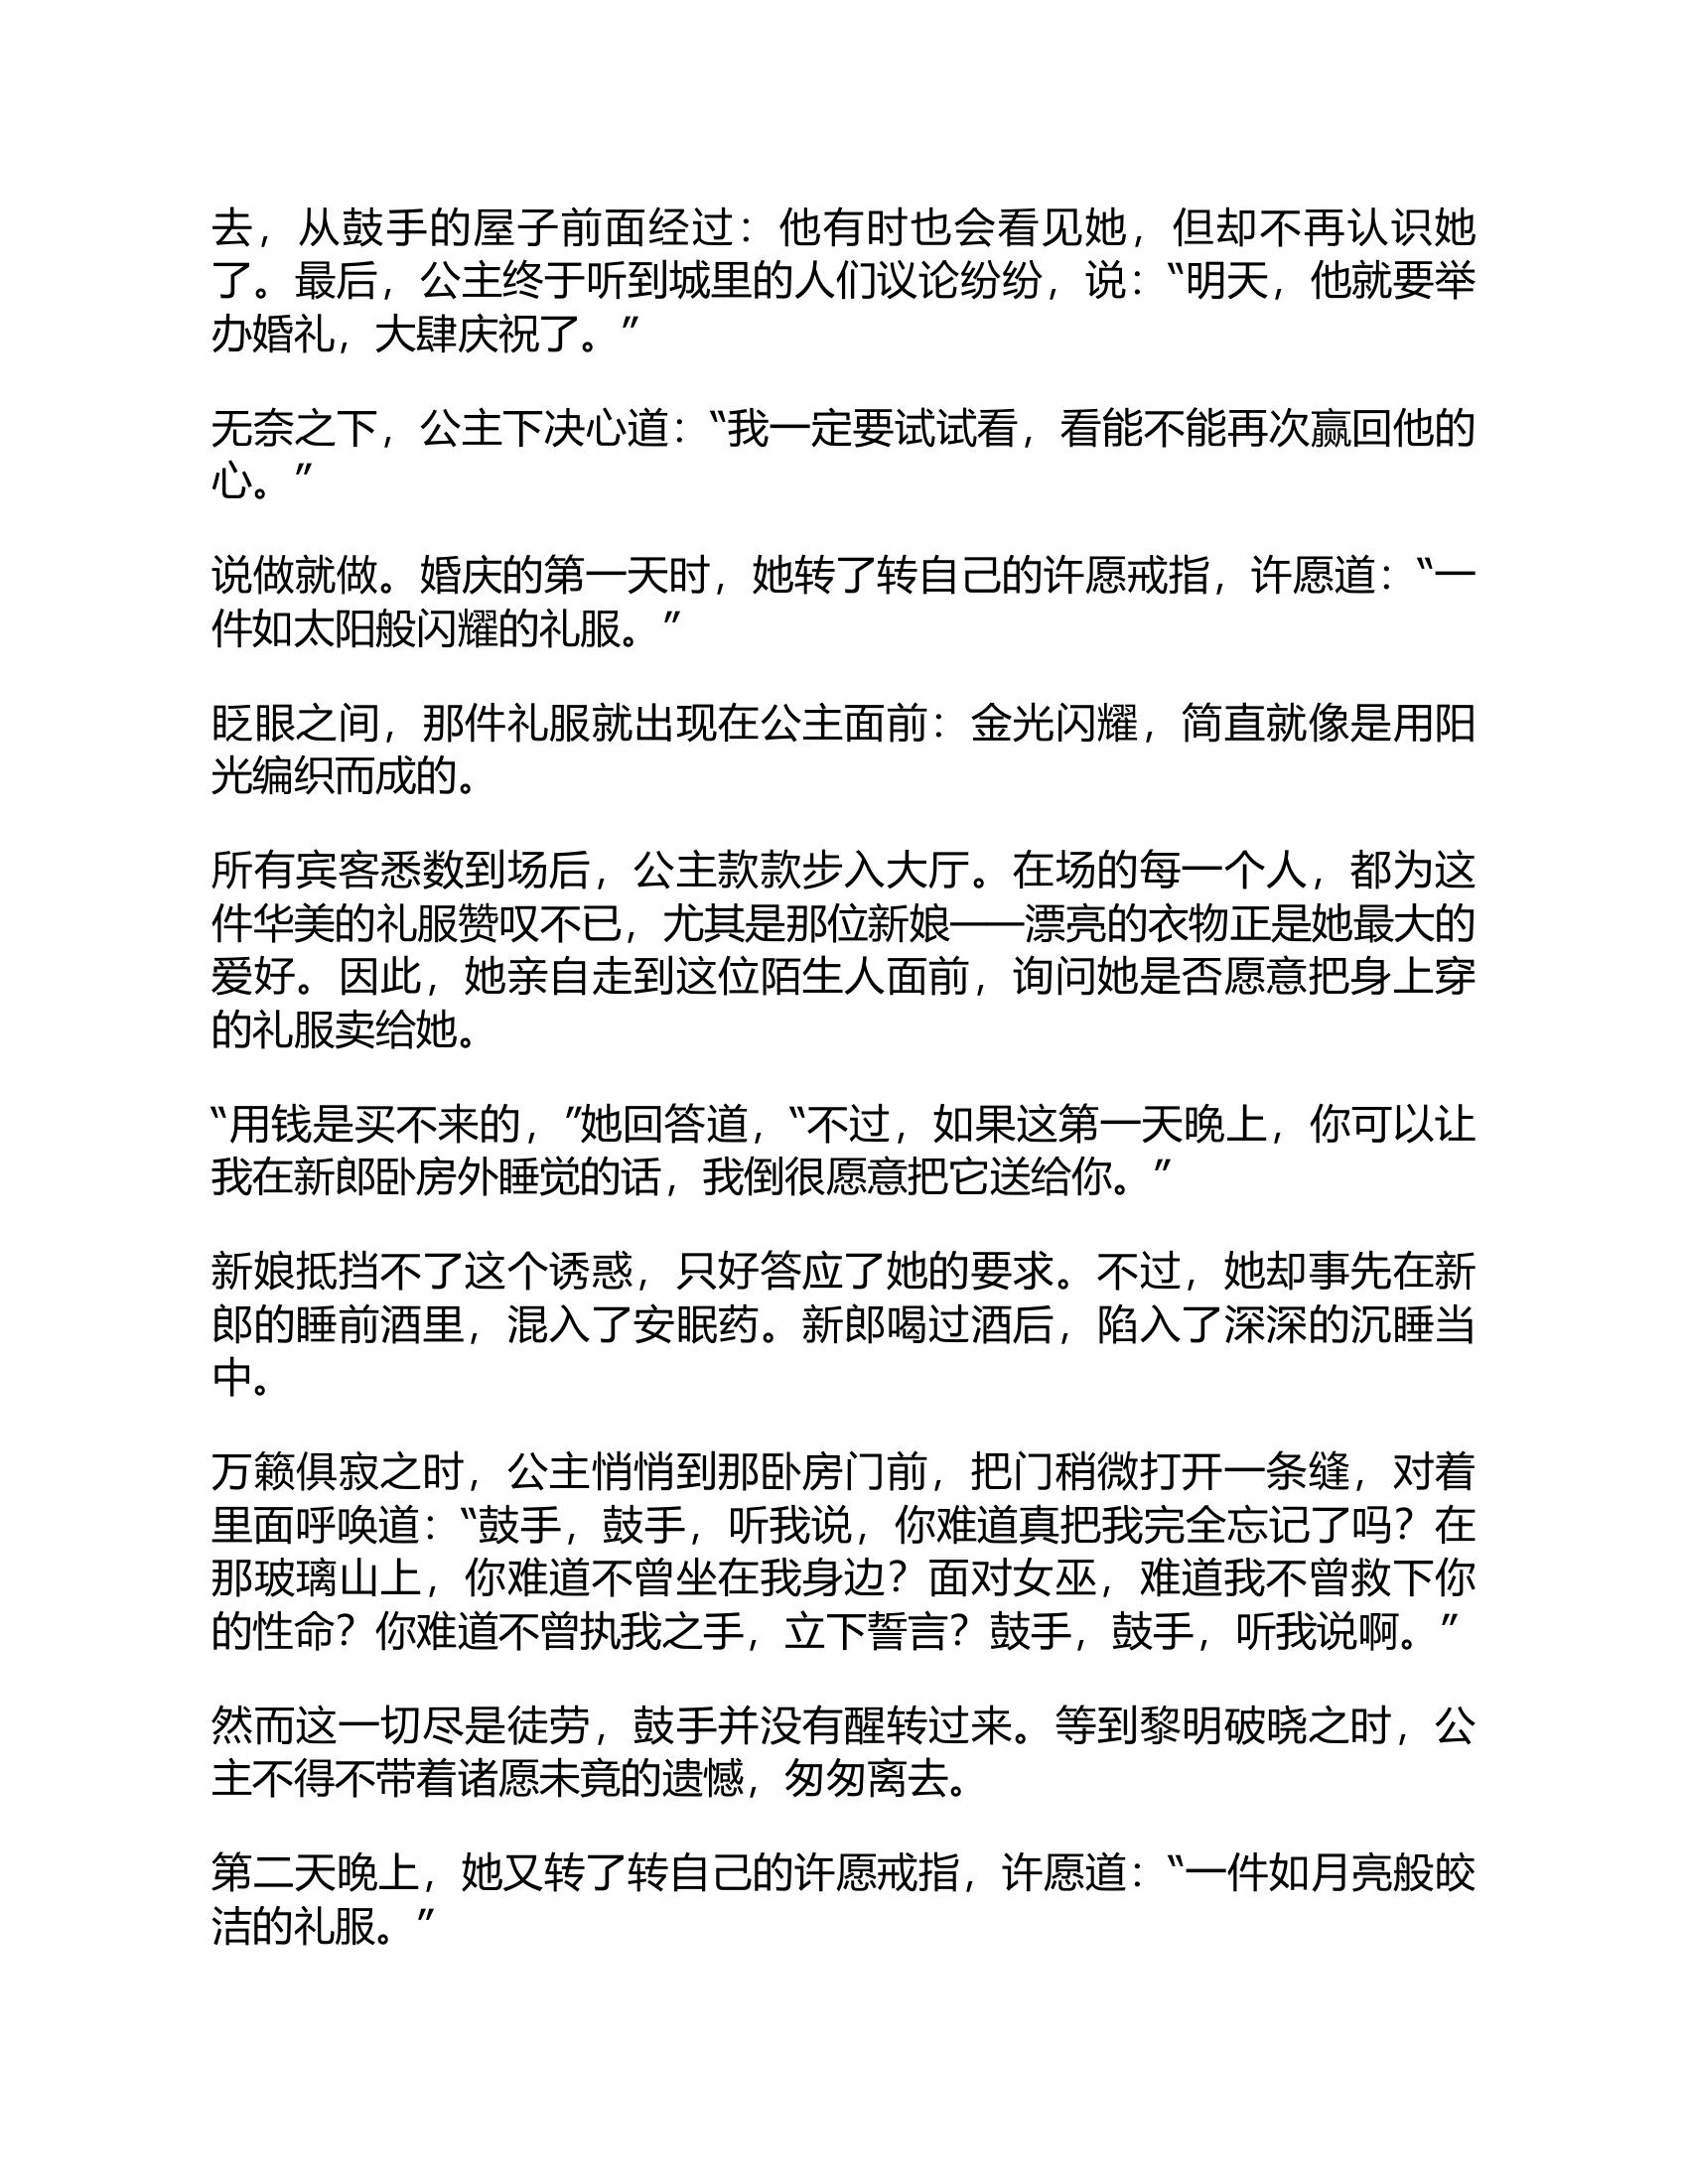 去，从鼓手的屋子前面经过：他有时也会看见她，但却不再认识她
了。最后，公主终于听到城里的人们议论纷纷，说：“明天，他就要举
办婚礼，大肆庆祝了。”
无奈之下，公主下决心道：“我一定要试试看，看能不能再次赢回他的
心。”
说做就做。婚庆的第一天时，她转了转自己的许愿戒指，许愿道：“一
件如太阳般闪耀的礼服。”
眨眼之间，那件礼服就出现在公主面前：金光闪耀，简直就像是用阳
光编织而成的。
所有宾客悉数到场后，公主款款步入大厅。在场的每一个人，都为这
件华美的礼服赞叹不已，尤其是那位新娘——漂亮的衣物正是她最大的
爱好。因此，她亲自走到这位陌生人面前，询问她是否愿意把身上穿
的礼服卖给她。
“用钱是买不来的，”她回答道，“不过，如果这第一天晚上，你可以让
我在新郎卧房外睡觉的话，我倒很愿意把它送给你。”
新娘抵挡不了这个诱惑，只好答应了她的要求。不过，她却事先在新
郎的睡前酒里，混入了安眠药。新郎喝过酒后，陷入了深深的沉睡当
中。
万籁俱寂之时，公主悄悄到那卧房门前，把门稍微打开一条缝，对着
里面呼唤道：“鼓手，鼓手，听我说，你难道真把我完全忘记了吗？在
那玻璃山上，你难道不曾坐在我身边？面对女巫，难道我不曾救下你
的性命？你难道不曾执我之手，立下誓言？鼓手，鼓手，听我说啊。”
然而这一切尽是徒劳，鼓手并没有醒转过来。等到黎明破晓之时，公
主不得不带着诸愿未竟的遗憾，匆匆离去。
第二天晚上，她又转了转自己的许愿戒指，许愿道：“一件如月亮般皎
洁的礼服。”